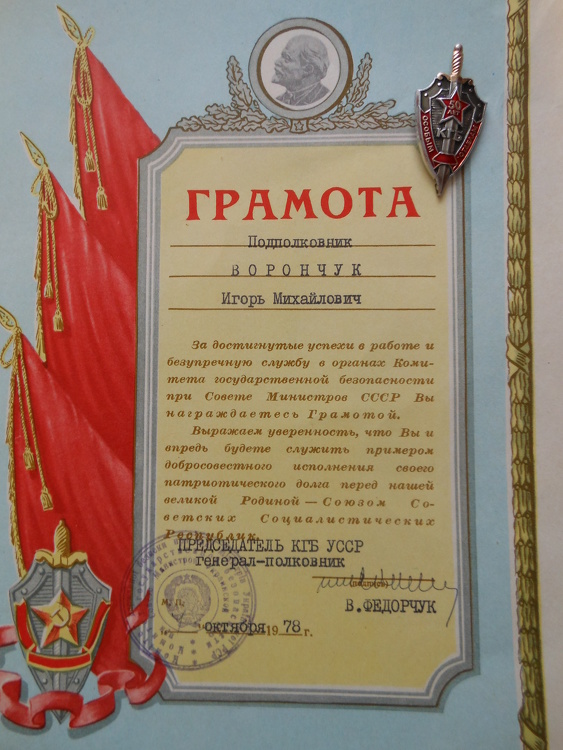 ГРАМОТА
Подполковник
ВОРОНЧУК
Игорь Михайлович
За достигнутые успехи в работе и
безупречную службу в органах Коми-
тета государственной безопасности
при Совете Министров СССР Вы
награждаетесь Грамотой.
Выражаем уверенность, что Вы и
впредь будете служить примером
добросовестного исполнения своего
патриотического долга перед нашей
великой Родиной — Союзом Со-
ветских Социалистических
Республик.
ПРЕДСЕДАТЕЛЬ КГБ УССР
генерал-полковник
В.ФЕДОРЧУК
М.П.
октября 1978 г.
50
ЛЕТ
КГБ
ОСОБЫМ